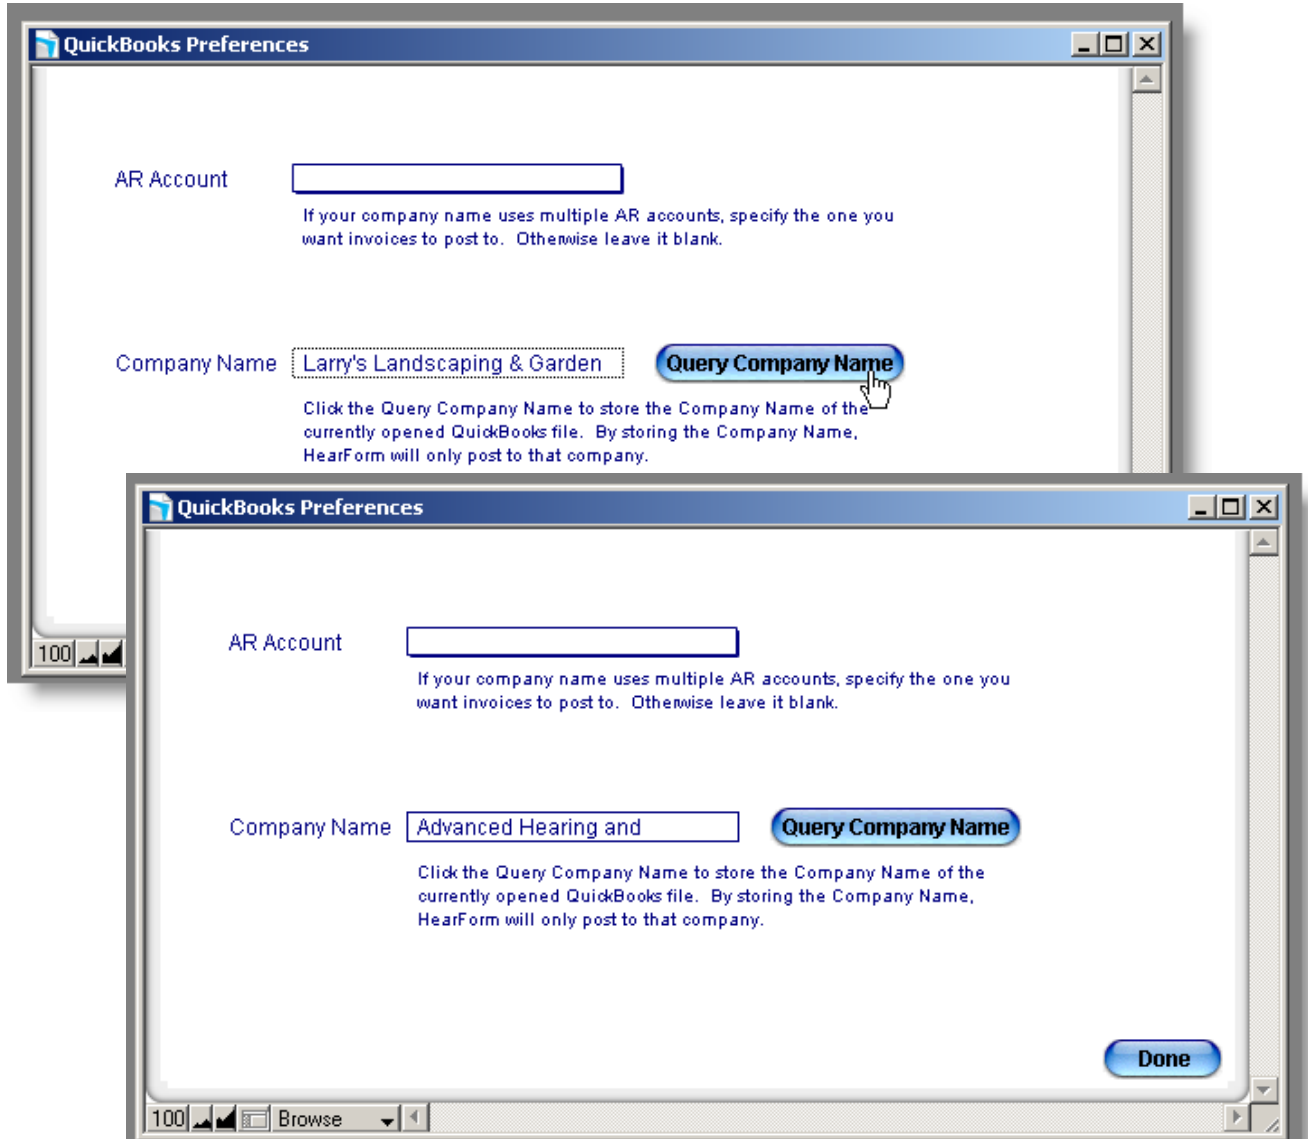 QuickBooks Preferences
AR Account
If your company name uses multiple AR accounts, specify the one you
want invoices to post to.  Otherwise leave it blank.
Company Name Larry's Landscaping & Garden Query Company Name
Click the Query Company Name to store the Company Name of the
currently opened QuickBooks file.  By storing the Company Name,
HearForm will only post to that company.
100
QuickBooks Preferences
AR Account
If your company name uses multiple AR accounts, specify the one you
want invoices to post to.  Otherwise leave it blank.
Company Name Advanced Hearing and Query Company Name
Click the Query Company Name to store the Company Name of the
currently opened QuickBooks file.  By storing the Company Name,
HearForm will only post to that company.
Done
100 Browse